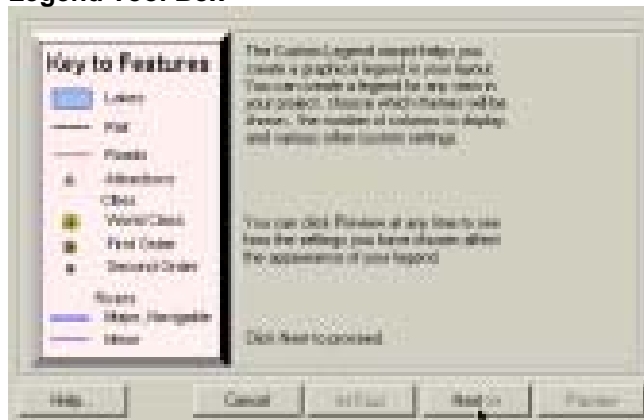 Legend Tool Box
Key to Features
Lakes
Rail
Roads
Attractions
Cities
World Class
First Order
Second Order
Rivers
Major, Navigable
Minor
The Custom Legend wizard helps you
create a graphical legend in your layout.
You can create a legend for any view in
your project, choose which themes will be
shown, the number of columns to display,
and various other custom settings.
You can click Preview at any time to see
how the settings you have chosen affect
the appearance of your legend.
Click Next to proceed.
Help...
Cancel
Next >>
Preview